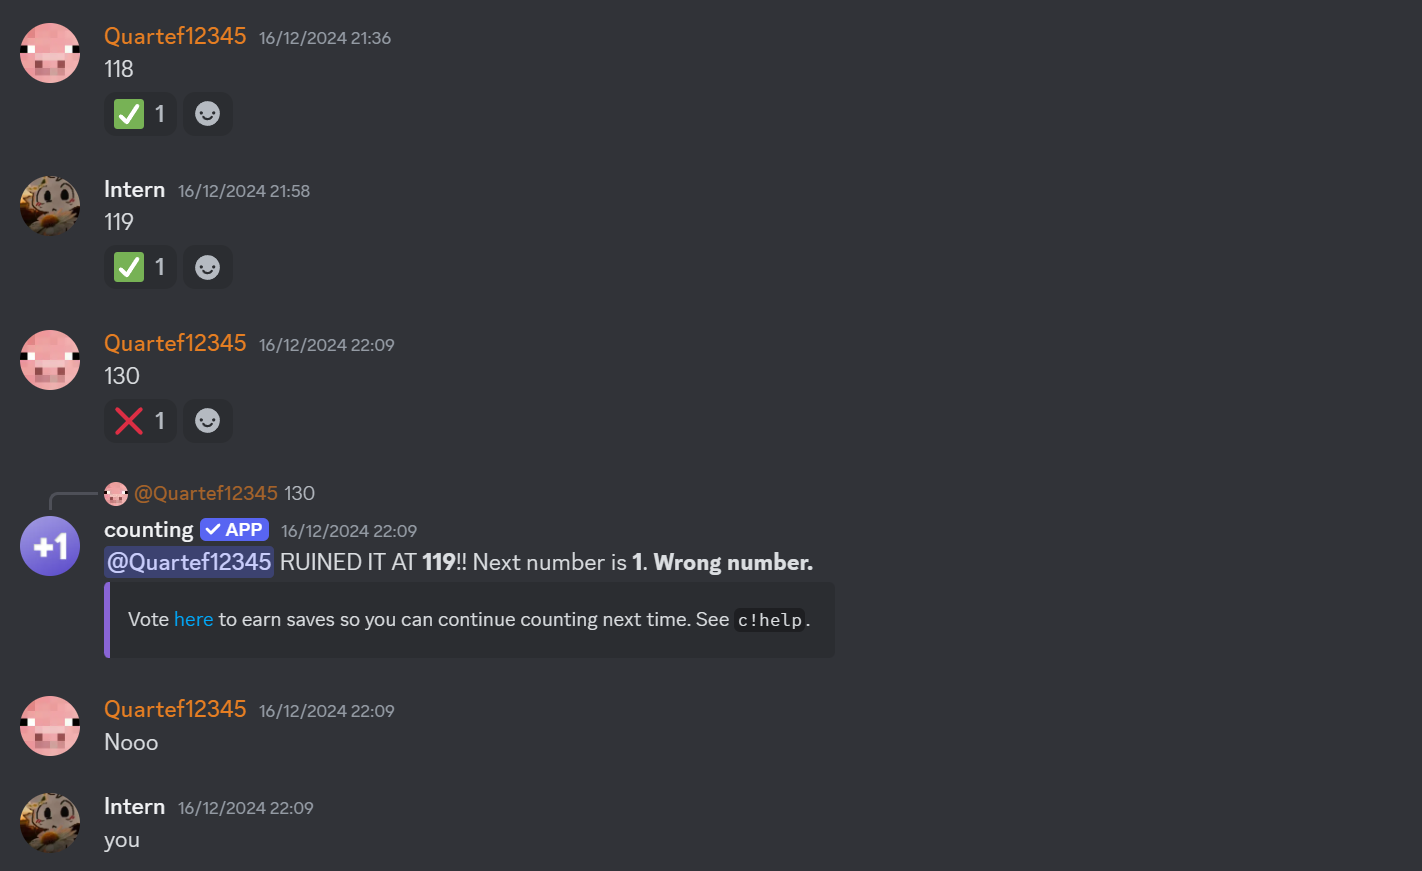 Quartef12345 16/12/2024 21:36
118
1
Intern 16/12/2024 21:58
119
1
Quartef12345 16/12/2024 22:09
130
1
@Quartef12345 130
+1
counting APP 16/12/2024 22:09
@Quartef12345 RUINED IT AT 119!! Next number is 1. Wrong number.
Vote here to earn saves so you can continue counting next time. See c!help.
Quartef12345 16/12/2024 22:09
Nooo
Intern 16/12/2024 22:09
you